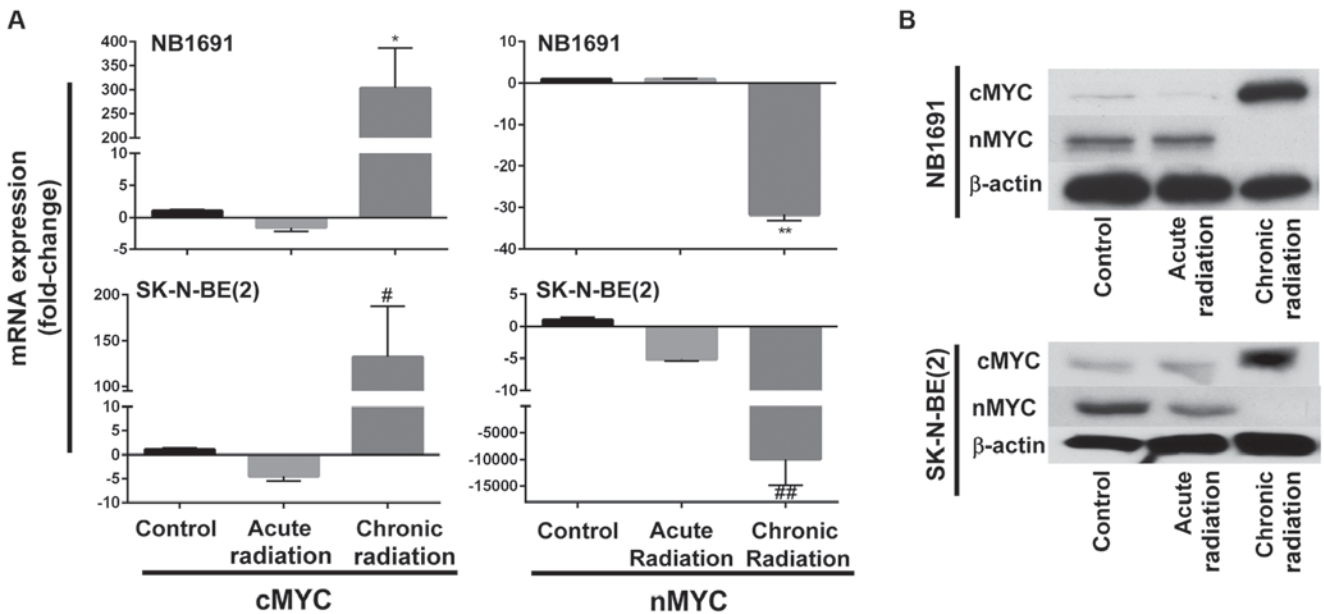 A
mRNA expression
(fold-change)
NB1691
400
300
200
100
10
5
0
-5
*
NB1691
10
0
-10
-20
-30
-40
**
SK-N-BE(2)
200
150
100
10
5
0
-5
-10
#
SK-N-BE(2)
5
0
-5
-10
-5000
-10000
-15000
##
Control
Acute
radiation
Chronic
radiation
cMYC
Control
Acute
Radiation
Chronic
Radiation
nMYC
B
NB1691
cMYC
nMYC
β-actin
Control
Acute
radiation
Chronic
radiation
SK-N-BE(2)
cMYC
nMYC
β-actin
Control
Acute
radiation
Chronic
radiation